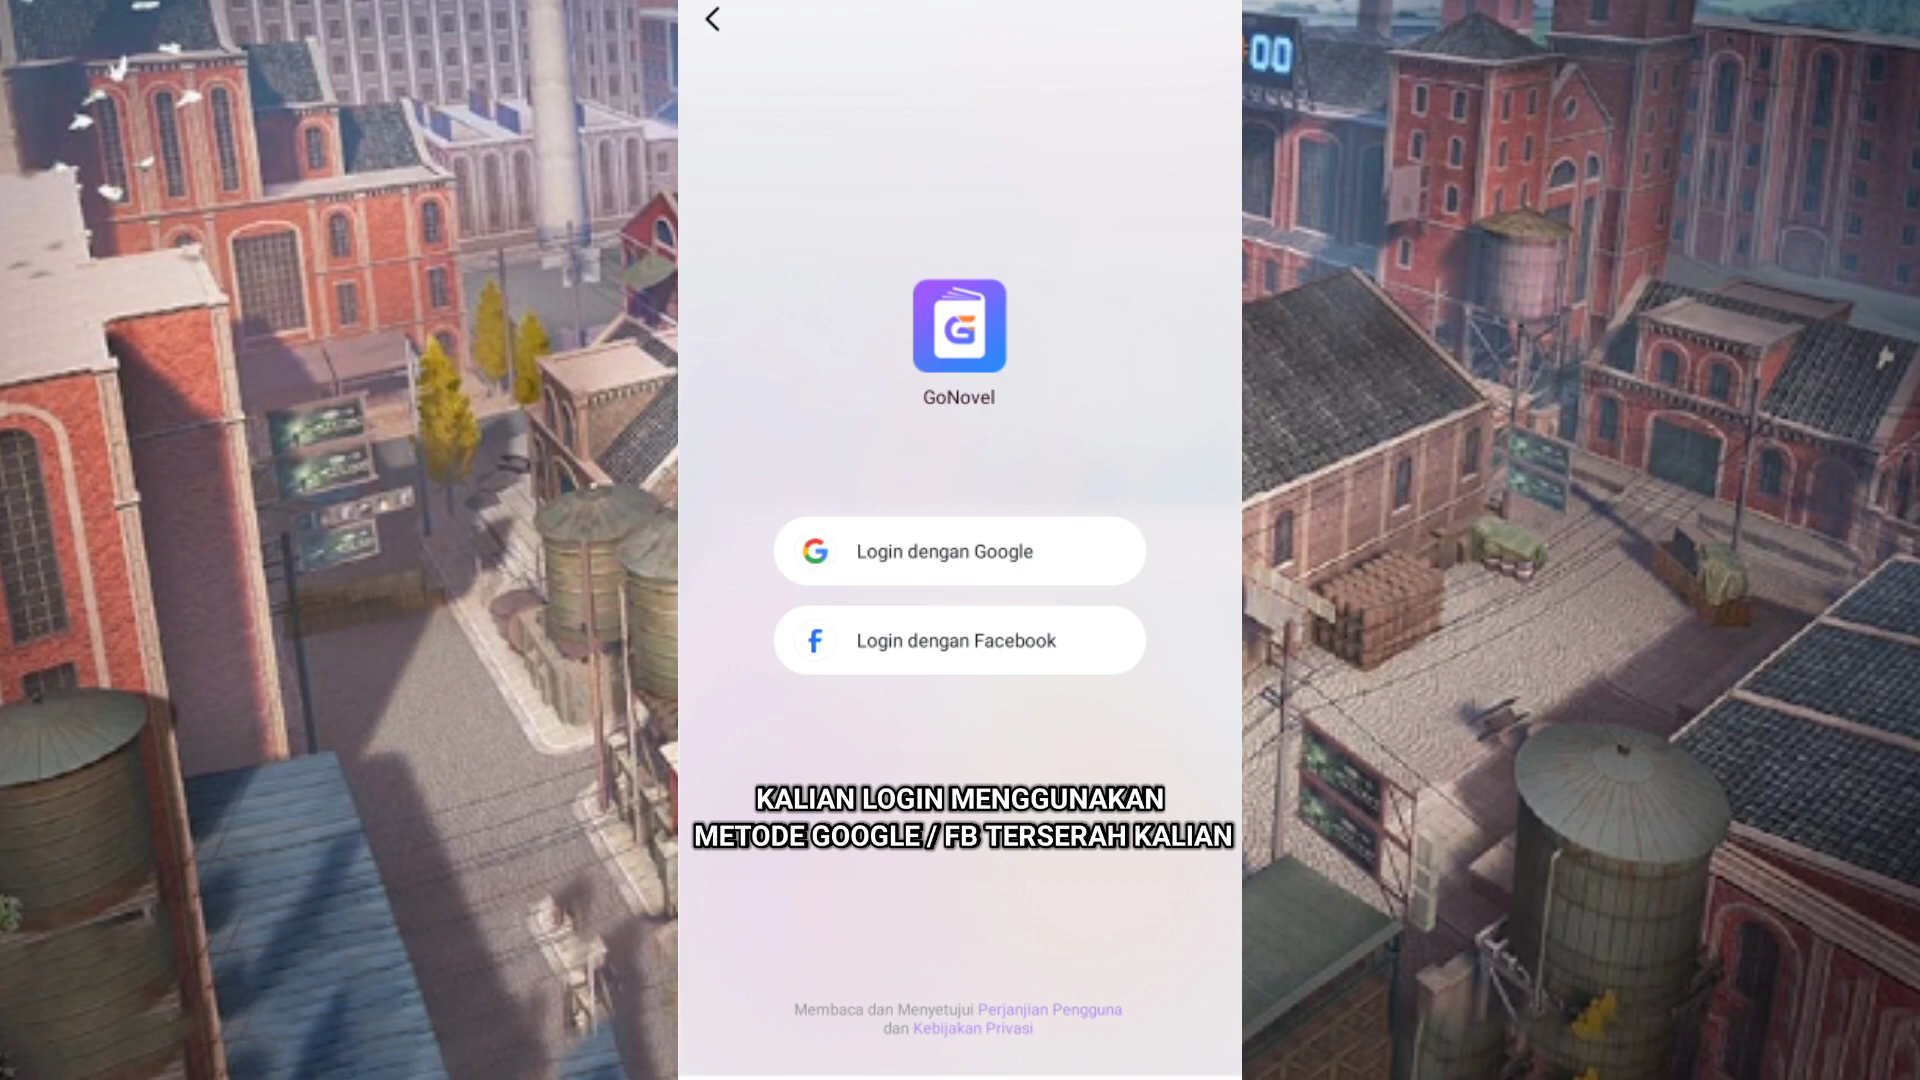 00
GoNovel
Login dengan Google
Login dengan Facebook
KALIAN LOGIN MENGGUNAKAN
METODE GOOGLE / FB TERSERAH KALIAN
Membaca dan Menyetujui Perjanjian Pengguna
dan Kebijakan Privasi